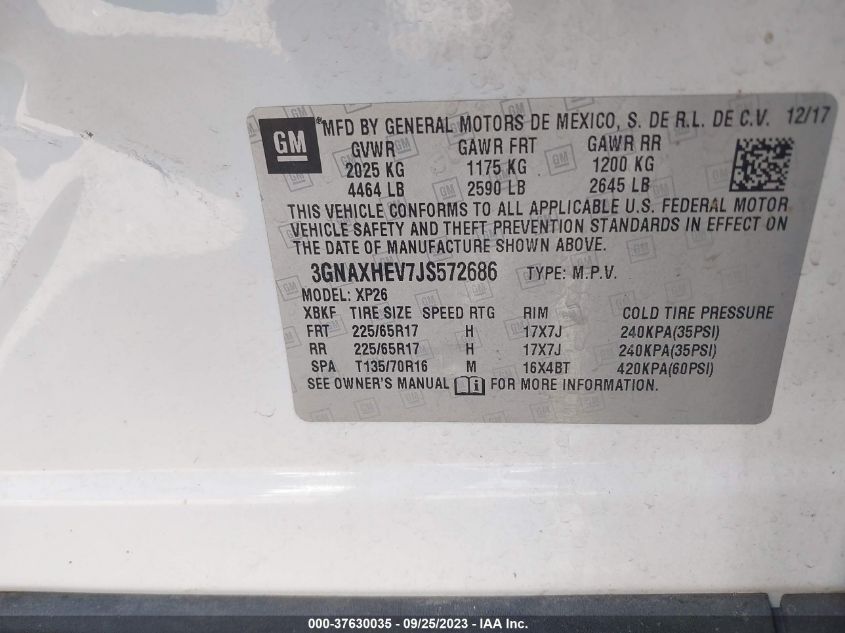 GM
®MFD BY GENERAL MOTORS DE MEXICO, S. DE R.L. DE C.V. 12/17
GVWR GAWR FRT GAWR RR
2025 KG 1175 KG 1200 KG
4464 LB 2590 LB 2645 LB
THIS VEHICLE CONFORMS TO ALL APPLICABLE U.S. FEDERAL MOTOR
VEHICLE SAFETY AND THEFT PREVENTION STANDARDS IN EFFECT ON
THE DATE OF MANUFACTURE SHOWN ABOVE.
3GNAXHEV7JS572686 TYPE: M.P.V.
MODEL: XP26
XBKF TIRE SIZE SPEED RTG RIM COLD TIRE PRESSURE
FRT 225/65R17 H 17X7J 240KPA(35PSI)
RR 225/65R17 H 17X7J 240KPA(35PSI)
SPA T135/70R16 M 16X4BT 420KPA(60PSI)
SEE OWNER'S MANUAL FOR MORE INFORMATION.
000-37630035 - 09/25/2023 - IAA Inc.